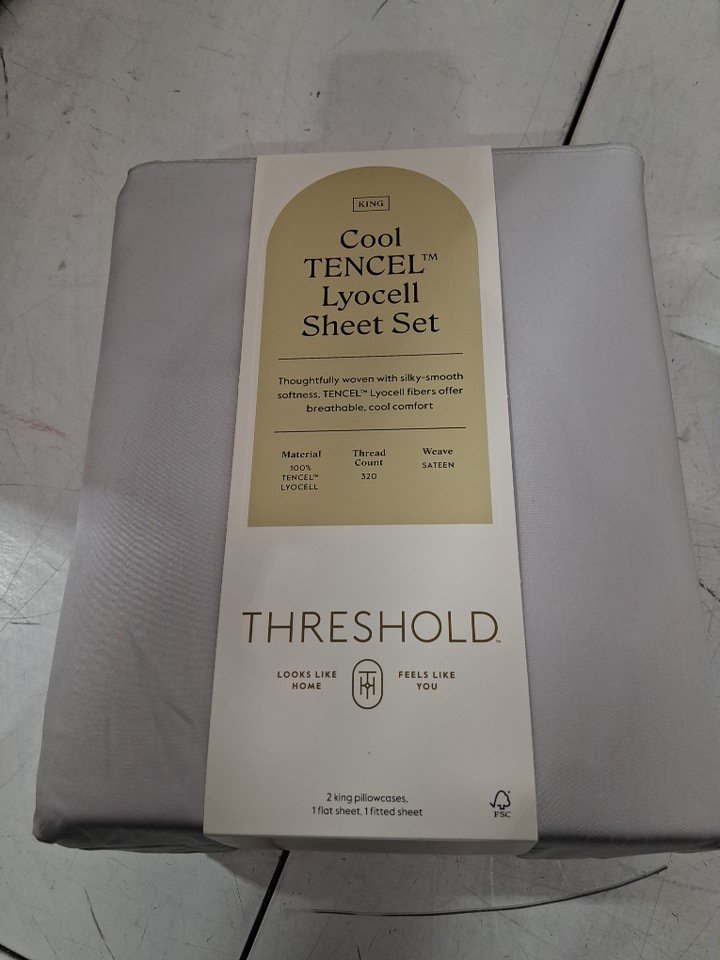 KING
Cool
TENCEL™
Lyocell
Sheet Set
Thoughtfully woven with silky-smooth
softness, TENCEL™ Lyocell fibers offer
breathable, cool comfort
Material
100%
TENCEL™
LYOCELL
Thread
Count
320
Weave
SATEEN
THRESHOLD™
LOOKS LIKE
HOME
FEELS LIKE
YOU
2 king pillowcases,
1 flat sheet, 1 fitted sheet
FSC